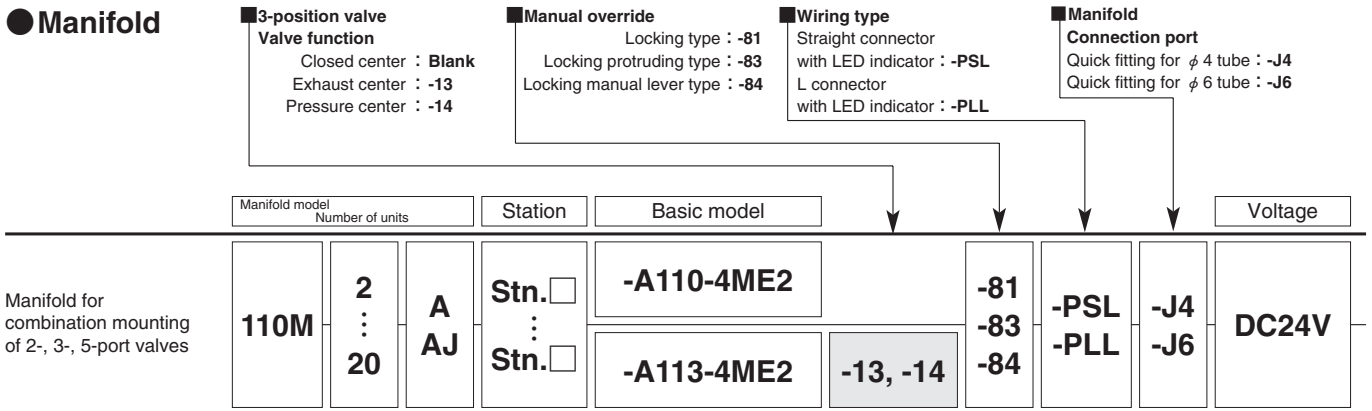 ●Manifold
■3-position valve
Valve function
Closed center : Blank
Exhaust center : -13
Pressure center : -14
■Manual override
Locking type : -81
Locking protruding type : -83
Locking manual lever type : -84
■Wiring type
Straight connector
with LED indicator : -PSL
L connector
with LED indicator : -PLL
■Manifold
Connection port
Quick fitting for φ 4 tube : -J4
Quick fitting for φ 6 tube : -J6
Manifold model
Number of units
Station
Basic model
Voltage
Manifold for
combination mounting
of 2-, 3-, 5-port valves
110M
2
⋮
20
A
AJ
Stn.□
⋮
Stn.□
-A110-4ME2
-A113-4ME2
-13, -14
-81
-83
-84
-PSL
-PLL
-J4
-J6
DC24V